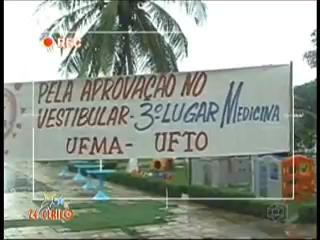 REC
PELA APROVAÇÃO NO
VESTIBULAR - 3º LUGAR MEDICINA
UFMA - UFTO